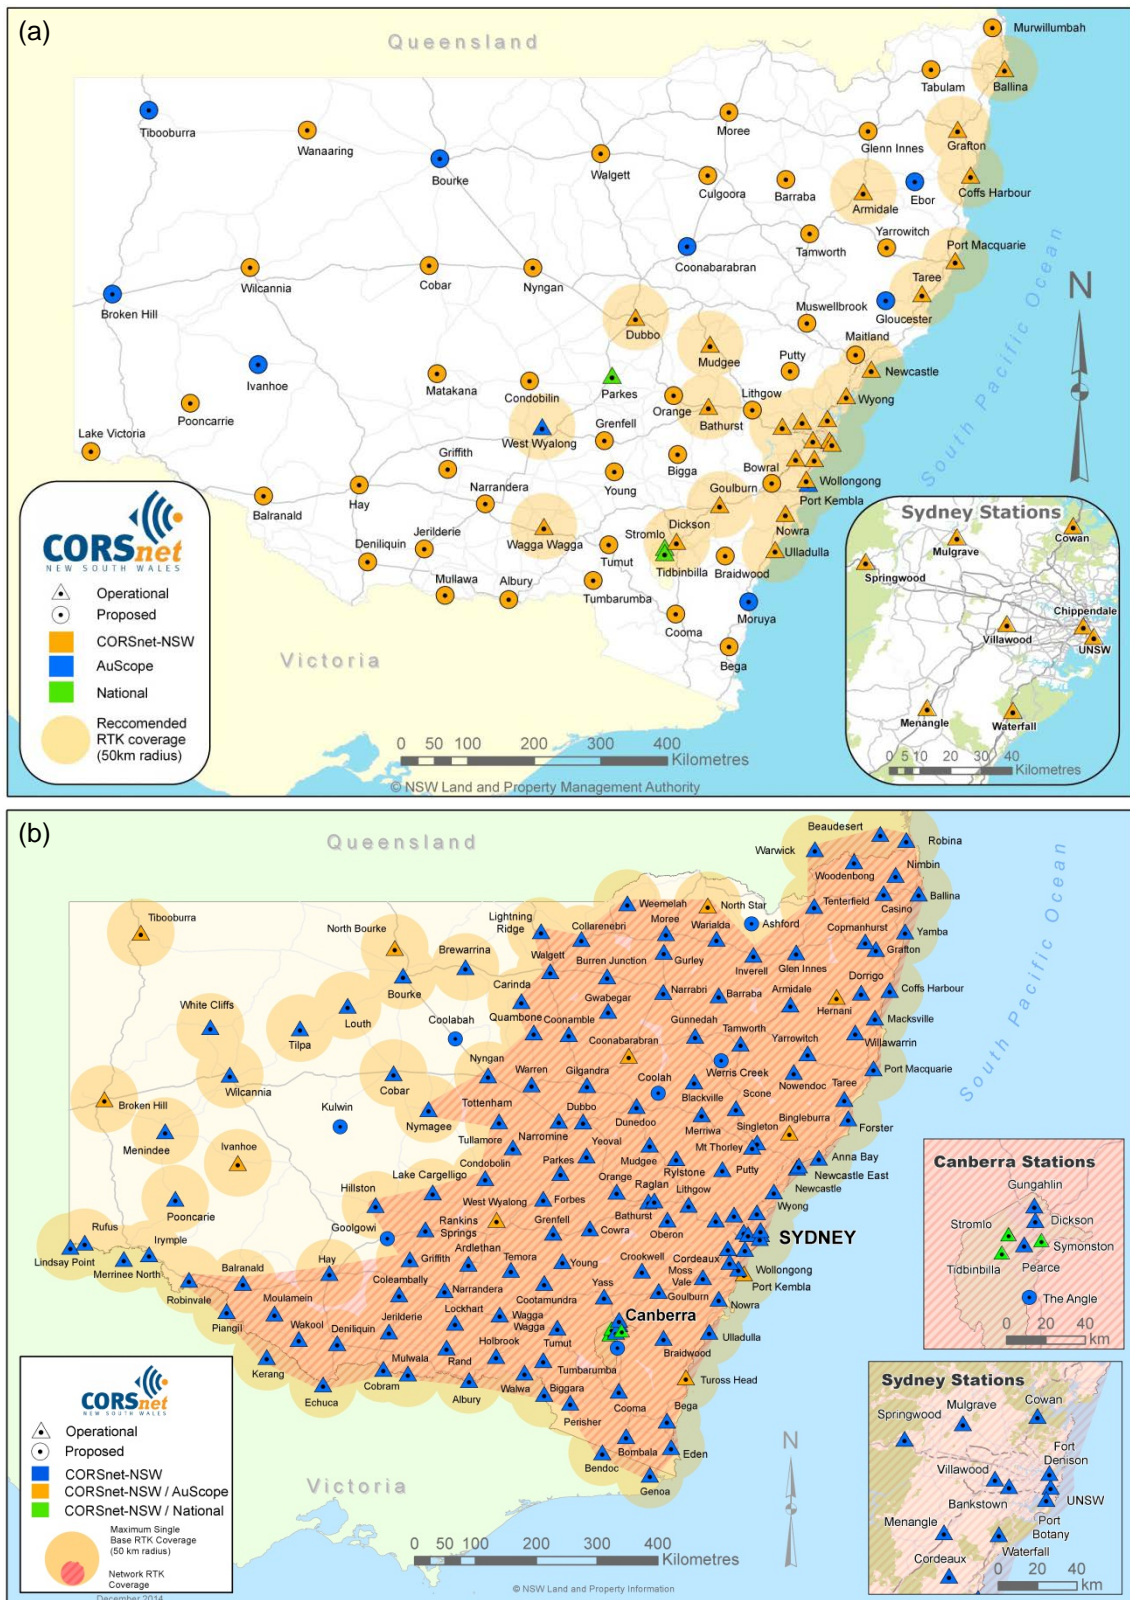 (a)
Queensland
Murwillumbah
Tabulam
Ballina
Tibooburra
Wanaaring
Moree
Glenn Innes
Grafton
Bourke
Walgett
Culgoora
Barraba
Armidale
Ebor
Coffs Harbour
Yarrowitch
Port Macquarie
Tamworth
Coonabarabran
Taree
Wilcannia
Cobar
Nyngan
Broken Hill
Muswellbrook
Gloucester
Dubbo
Maitland
Mudgee
Putty
Newcastle
Ivanhoe
Matakana
Condobilin
Parkes
Orange
Lithgow
Wyong
Pooncarrie
Bathurst
Lake Victoria
West Wyalong
Grenfell
Griffith
Bigga
Bowral
Narrandera
Young
Goulburn
Wollongong
Port Kembla
Balranald
Hay
Jerilderie
Dickson
Nowra
Wagga Wagga
Stromlo
Deniliquin
Tumut
Tidbinbilla
Braidwood
Ulladulla
Mullawa
Albury
Tumbarumba
Moruya
Cooma
Bega
Victoria
South Pacific Ocean
N
CORSnet
NEW SOUTH WALES
Operational
Proposed
CORSnet-NSW
AuScope
National
Reccomended
RTK coverage
(50km radius)
0 50 100 200 300 400
Kilometres
© NSW Land and Property Management Authority
Sydney Stations
Cowan
Mulgrave
Springwood
Chippendale
Villawood
UNSW
Menangle
Waterfall
0 5 10 20 30 40
Kilometres
(b)
Queensland
Beaudesert
Robina
Warwick
Woodenbong
Nimbin
Tibooburra
Weemelah
North Star
Tenterfield
Casino
Ballina
Lightning
Ridge
Collarenebri
Moree
Warialda
Ashford
Copmanhurst
Yamba
North Bourke
Brewarrina
Walgett
Burren Junction
Gurley
Inverell
Glen Innes
Grafton
Bourke
Carinda
Gwabegar
Narrabri
Barraba
Armidale
Dorrigo
Coffs Harbour
White Cliffs
Tilpa
Louth
Coolabah
Quambone
Coonamble
Gunnedah
Tamworth
Hernani
Macksville
Coonabarabran
Yarrowitch
Willawarrin
Nyngan
Warren
Gilgandra
Coolah
Werris Creek
Nowendoc
Port Macquarie
Wilcannia
Cobar
Blackville
Scone
Taree
Broken Hill
Kulwin
Nymagee
Tottenham
Dubbo
Dunedoo
Merriwa
Singleton
Bingleburra
Forster
Menindee
Tullamore
Narromine
Yeoval
Mt Thorley
Ivanhoe
Condobolin
Parkes
Mudgee
Rylstone
Putty
Anna Bay
Newcastle East
Lake Cargelligo
Orange
Raglan
Lithgow
Newcastle
Pooncarie
Hillston
West Wyalong
Forbes
Bathurst
Wyong
Goolgowi
Rankins
Springs
Grenfell
Cowra
Oberon
SYDNEY
Rufus
Lindsay Point
Irymple
Merrinee North
Ardlethan
Griffith
Temora
Young
Crookwell
Cordeaux
Moss
Vale
Wollongong
Port Kembla
Robinvale
Balranald
Hay
Coleambally
Narrandera
Cootamundra
Yass
Goulburn
Nowra
Moulamein
Lockhart
Wagga
Wagga
Canberra
Piangil
Wakool
Deniliquin
Jerilderie
Holbrook
Tumut
Braidwood
Ulladulla
Kerang
Mulwala
Rand
Tumbarumba
Tuross Head
Echuca
Cobram
Albury
Walwa
Biggara
Cooma
Bega
Perisher
Bombala
Eden
Bendoc
Genoa
Victoria
South Pacific Ocean
N
CORSnet
NEW SOUTH WALES
Operational
Proposed
CORSnet-NSW
CORSnet-NSW / AuScope
CORSnet-NSW / National
Maximum Single
Base RTK Coverage
(50 km radius)
Network RTK
Coverage
December 2014
0 50 100 200 300 400
Kilometres
© NSW Land and Property Information
Canberra Stations
Gungahlin
Stromlo
Dickson
Symonston
Tidbinbilla
Pearce
The Angle
0 10 20 40
km
Sydney Stations
Mulgrave
Cowan
Springwood
Fort
Denison
Villawood
Bankstown
UNSW
Menangle
Port
Botany
Waterfall
Cordeaux
0 20 40
km